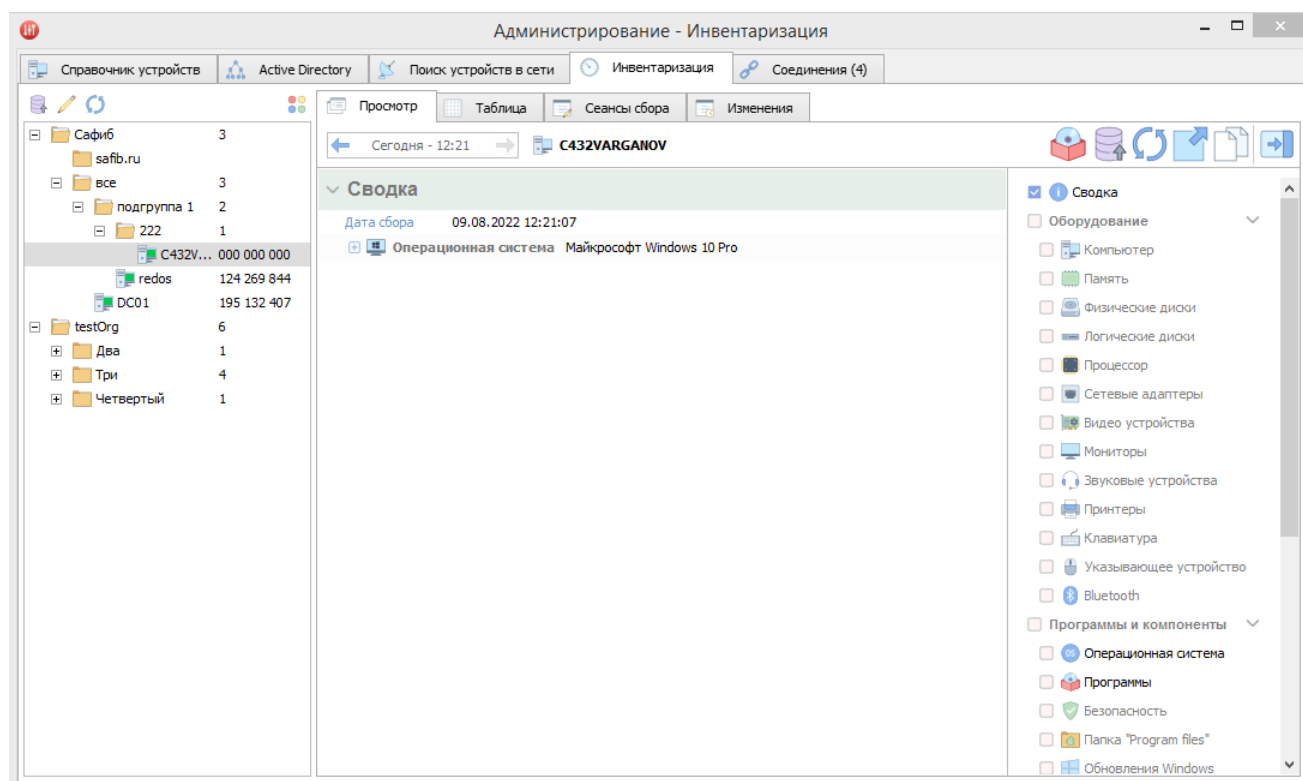 Администрирование - Инвентаризация
Справочник устройств
Active Directory
Поиск устройств в сети
Инвентаризация
Соединения (4)
Просмотр
Таблица
Сеансы сбора
Изменения
Сафиб 3
safib.ru
все 3
подгруппа 1 2
222 1
C432V... 000 000 000
redos 124 269 844
DC01 195 132 407
testOrg 6
Два 1
Три 4
Четвертый 1
Сегодня - 12:21
C432VARGANOV
Сводка
Дата сбора 09.08.2022 12:21:07
Операционная система Майкрософт Windows 10 Pro
Сводка
Оборудование
Компьютер
Память
Физические диски
Логические диски
Процессор
Сетевые адаптеры
Видео устройства
Мониторы
Звуковые устройства
Принтеры
Клавиатура
Указывающее устройство
Bluetooth
Программы и компоненты
Операционная система
Программы
Безопасность
Папка "Program files"
Обновления Windows